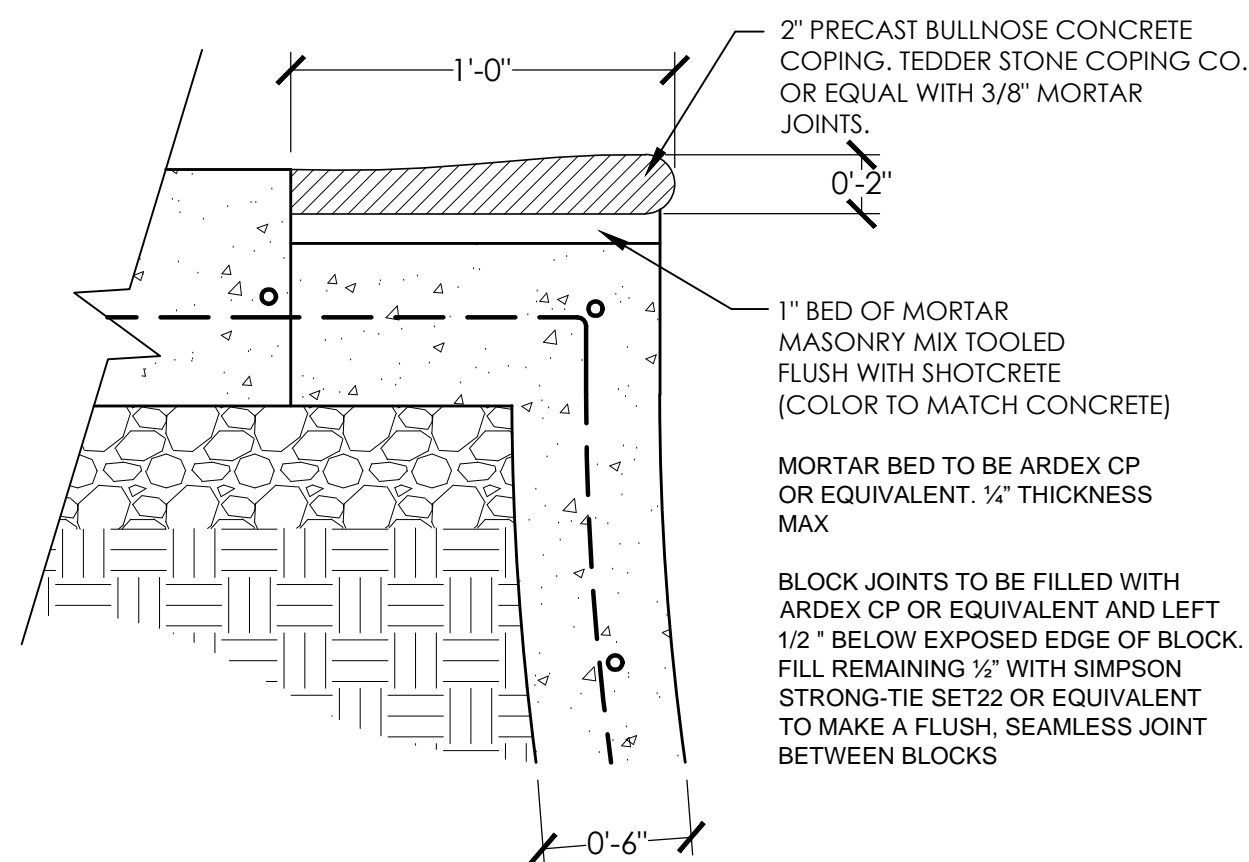 2" PRECAST BULLNOSE CONCRETE
COPING. TEDDER STONE COPING CO.
OR EQUAL WITH 3/8" MORTAR
JOINTS.
1'-0"
0'-2"
1" BED OF MORTAR
MASONRY MIX TOOLED
FLUSH WITH SHOTCRETE
(COLOR TO MATCH CONCRETE)
MORTAR BED TO BE ARDEX CP
OR EQUIVALENT. ¼” THICKNESS
MAX
BLOCK JOINTS TO BE FILLED WITH
ARDEX CP OR EQUIVALENT AND LEFT
1/2 " BELOW EXPOSED EDGE OF BLOCK.
FILL REMAINING ½” WITH SIMPSON
STRONG-TIE SET22 OR EQUIVALENT
TO MAKE A FLUSH, SEAMLESS JOINT
BETWEEN BLOCKS
0'-6"